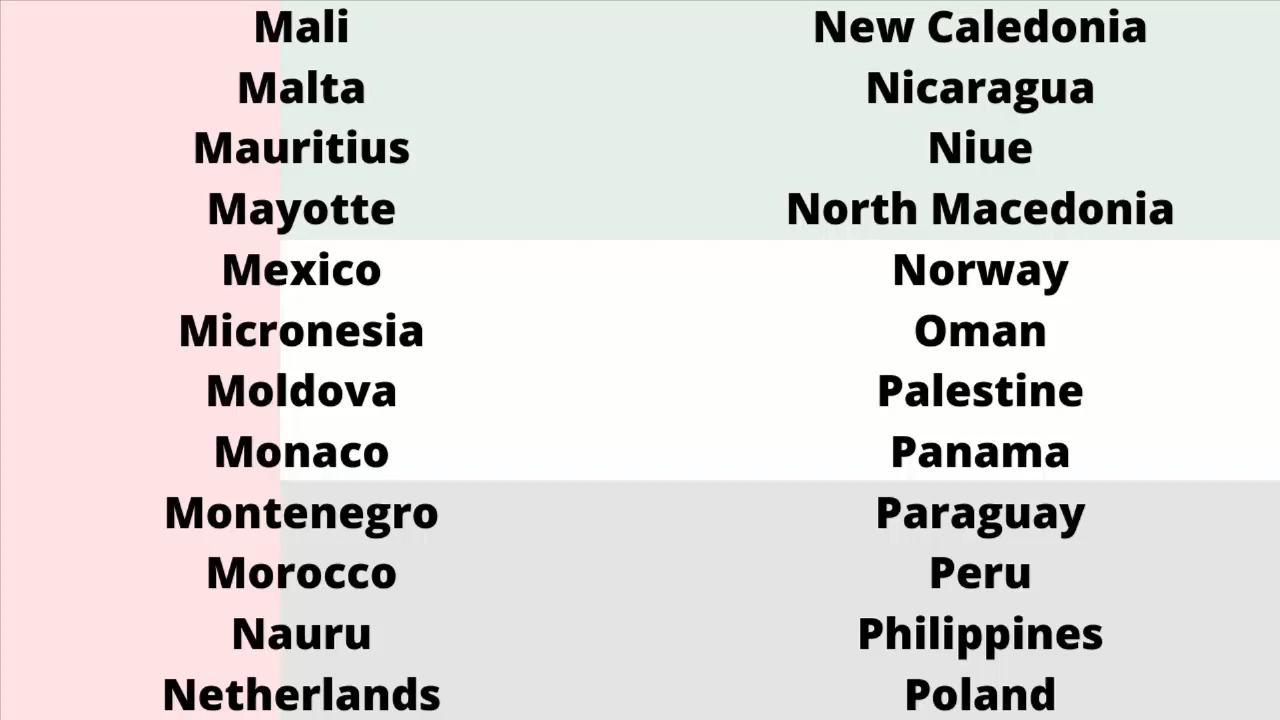 Mali
Malta
Mauritius
Mayotte
Mexico
Micronesia
Moldova
Monaco
Montenegro
Morocco
Nauru
Netherlands
New Caledonia
Nicaragua
Niue
North Macedonia
Norway
Oman
Palestine
Panama
Paraguay
Peru
Philippines
Poland